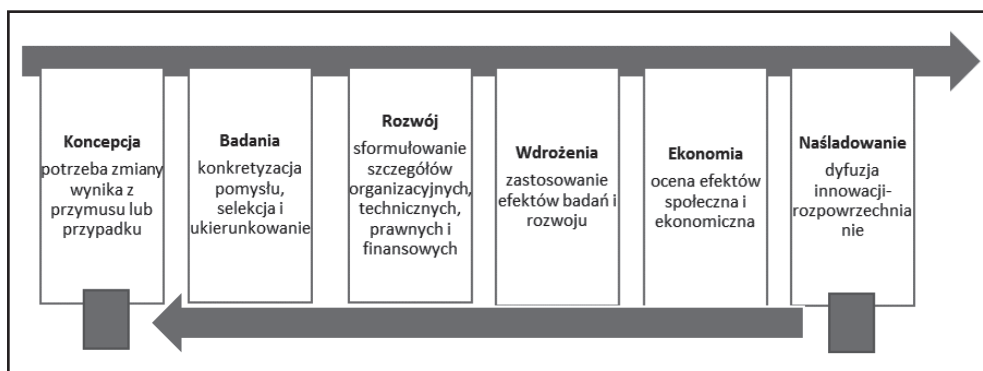 Koncepcja
potrzeba zmiany
wynika z
przymusu lub
przypadku
Badania
konkretyzacja
pomysłu,
selekcja i
ukierunkowanie
Rozwój
sformułowanie
szczegółów
organizacyjnych,
technicznych,
prawnych i
finansowych
Wdrożenia
zastosowanie
efektów badań i
rozwoju
Ekonomia
ocena efektów
społeczna i
ekonomiczna
Naśladowanie
dyfuzja
innowacji-
rozpowrzechnia
nie